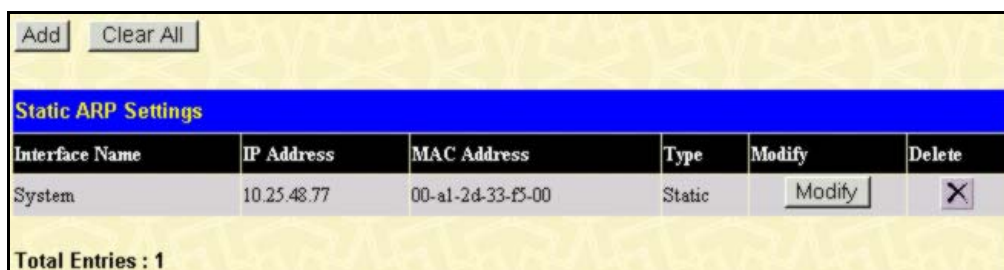 Add Clear All
Static ARP Settings
Interface Name IP Address MAC Address Type Modify Delete
System 10.25.48.77 00-a1-2d-33-f5-00 Static Modify X
Total Entries : 1